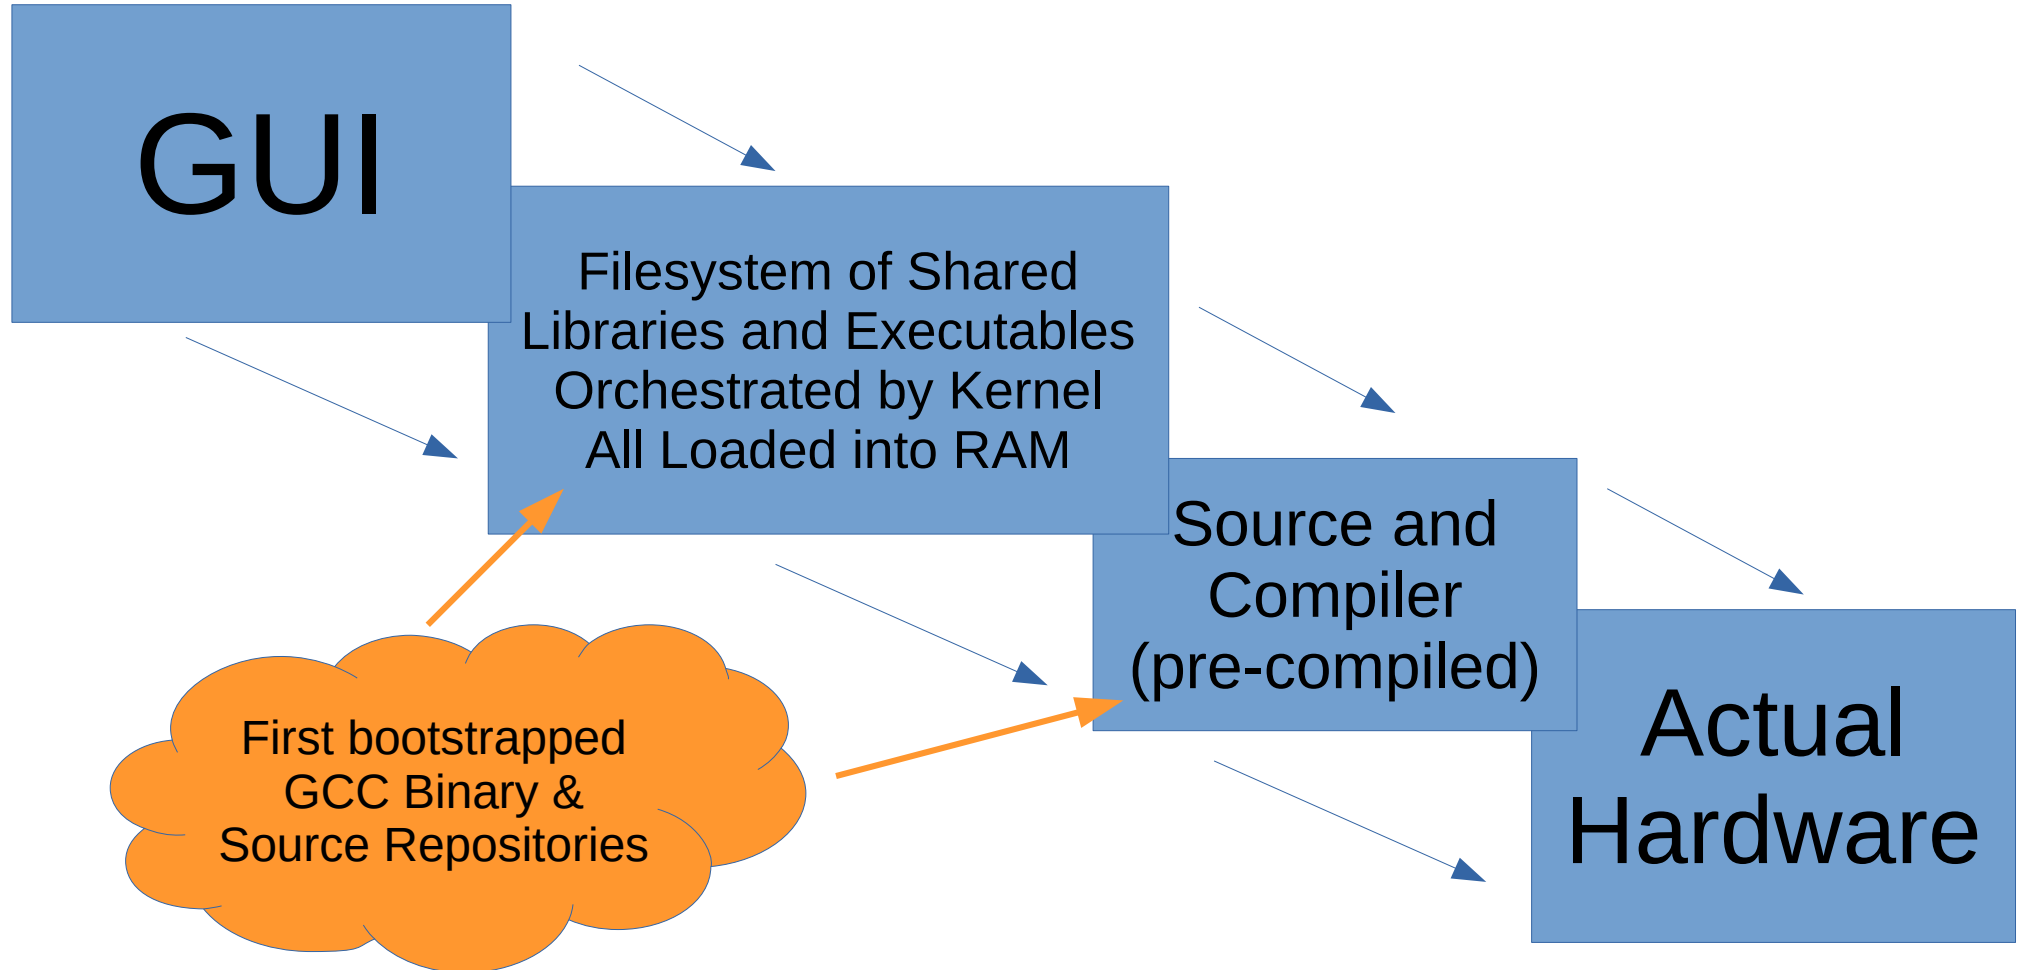 GUI
Filesystem of Shared
Libraries and Executables
Orchestrated by Kernel
All Loaded into RAM
Source and
Compiler
(pre-compiled)
Actual
Hardware
First bootstrapped
GCC Binary &
Source Repositories